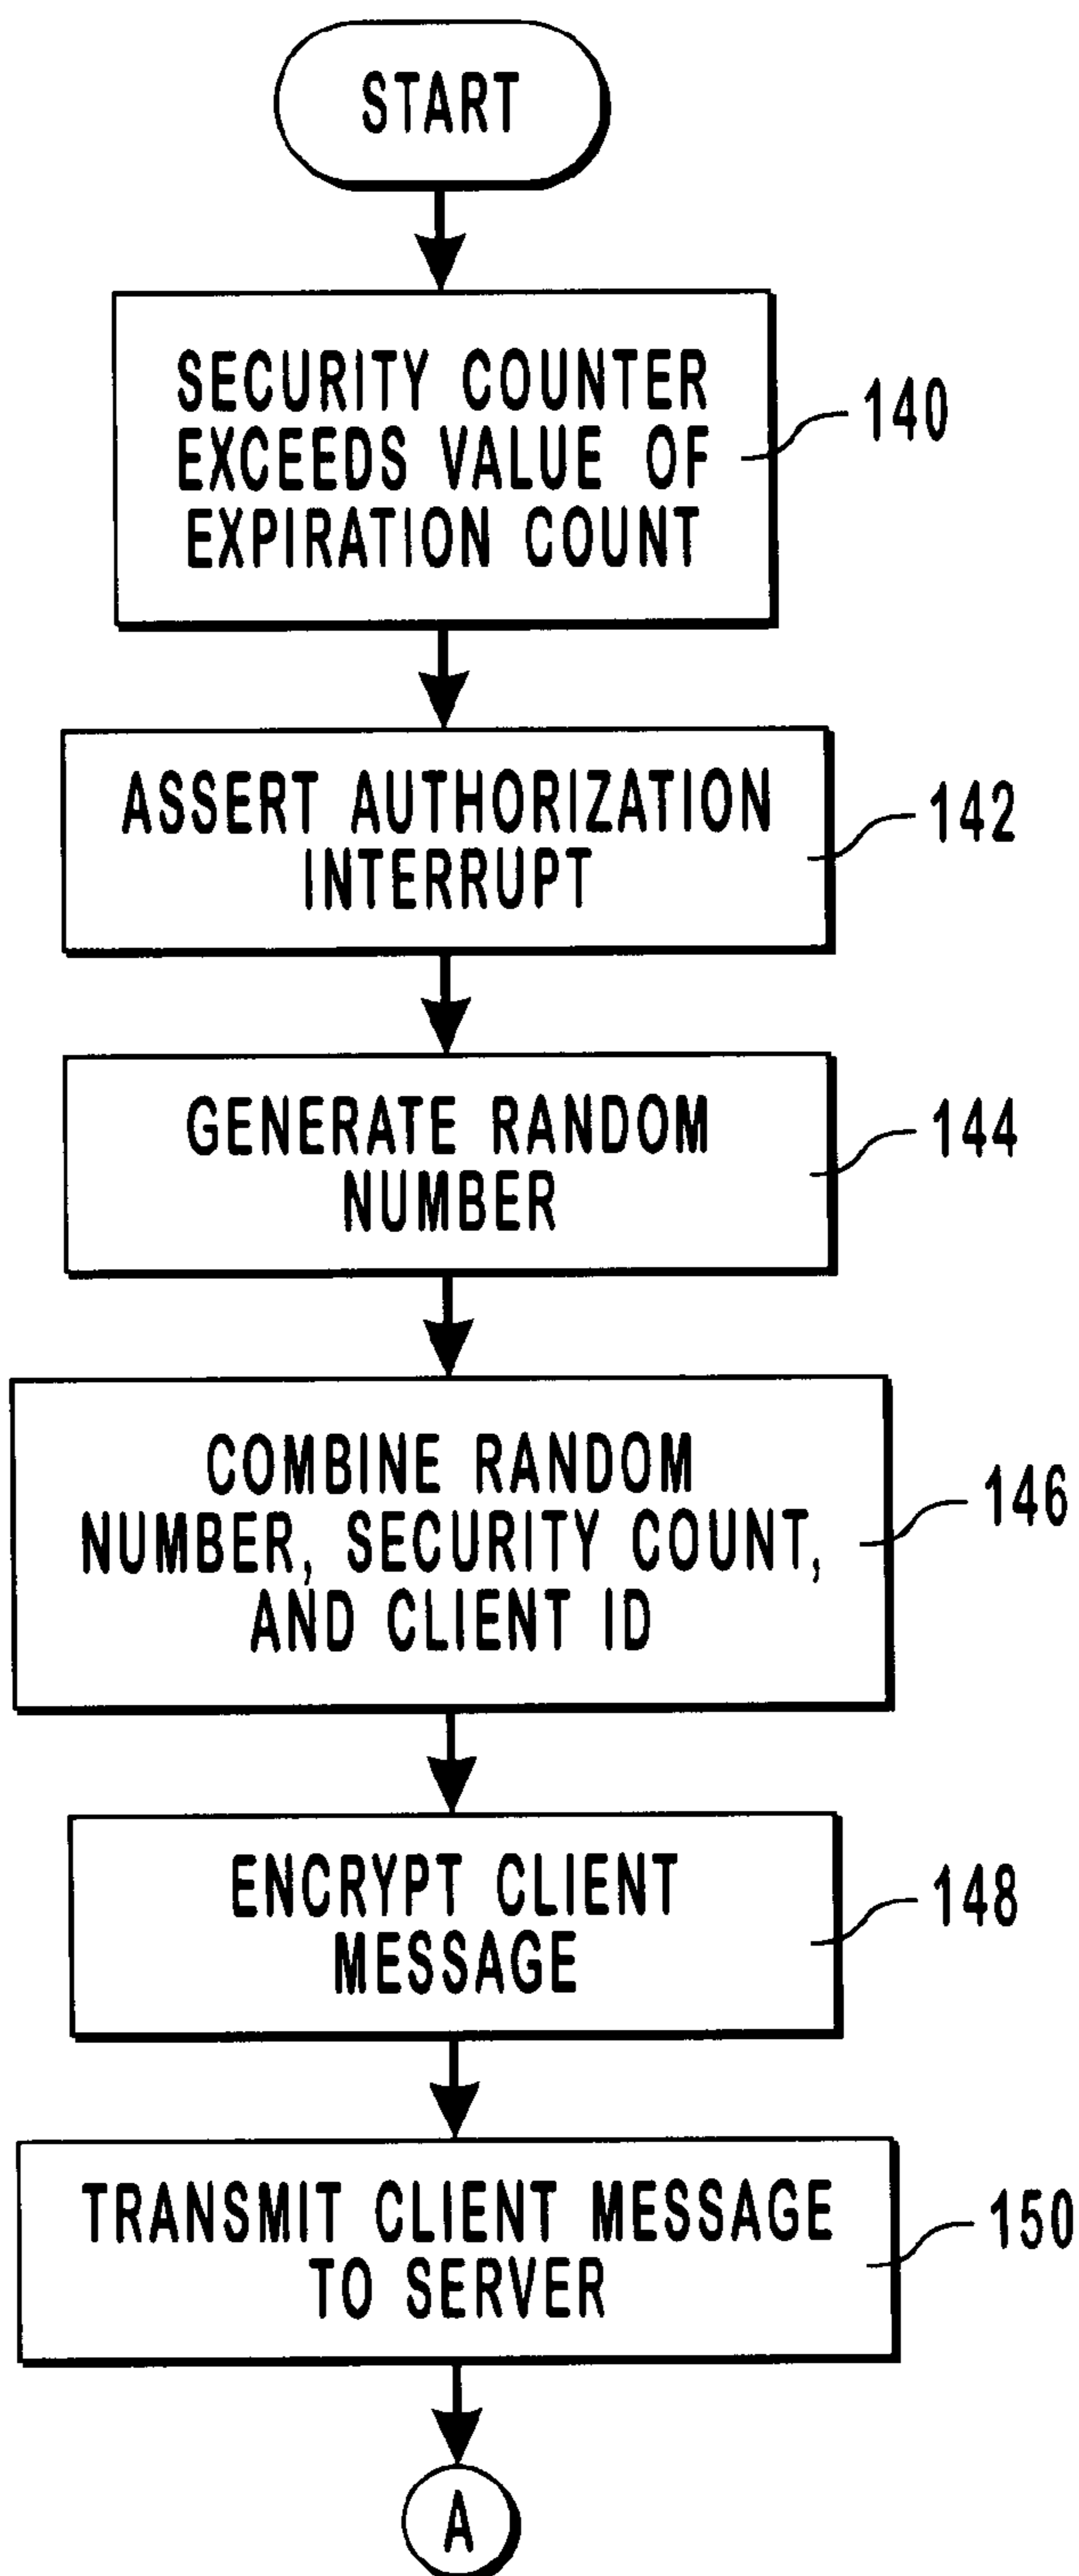 START
SECURITY COUNTER
EXCEEDS VALUE OF
EXPIRATION COUNT
140
ASSERT AUTHORIZATION
INTERRUPT
142
GENERATE RANDOM
NUMBER
144
COMBINE RANDOM
NUMBER, SECURITY COUNT,
AND CLIENT ID
146
ENCRYPT CLIENT
MESSAGE
148
TRANSMIT CLIENT MESSAGE
TO SERVER
150
A